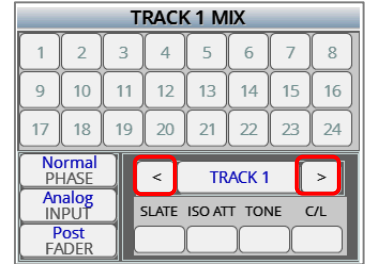 TRACK 1 MIX
1 2 3 4 5 6 7 8
9 10 11 12 13 14 15 16
17 18 19 20 21 22 23 24
Normal
PHASE
Analog
INPUT
Post
FADER
< TRACK 1 >
SLATE ISO ATT TONE C/L